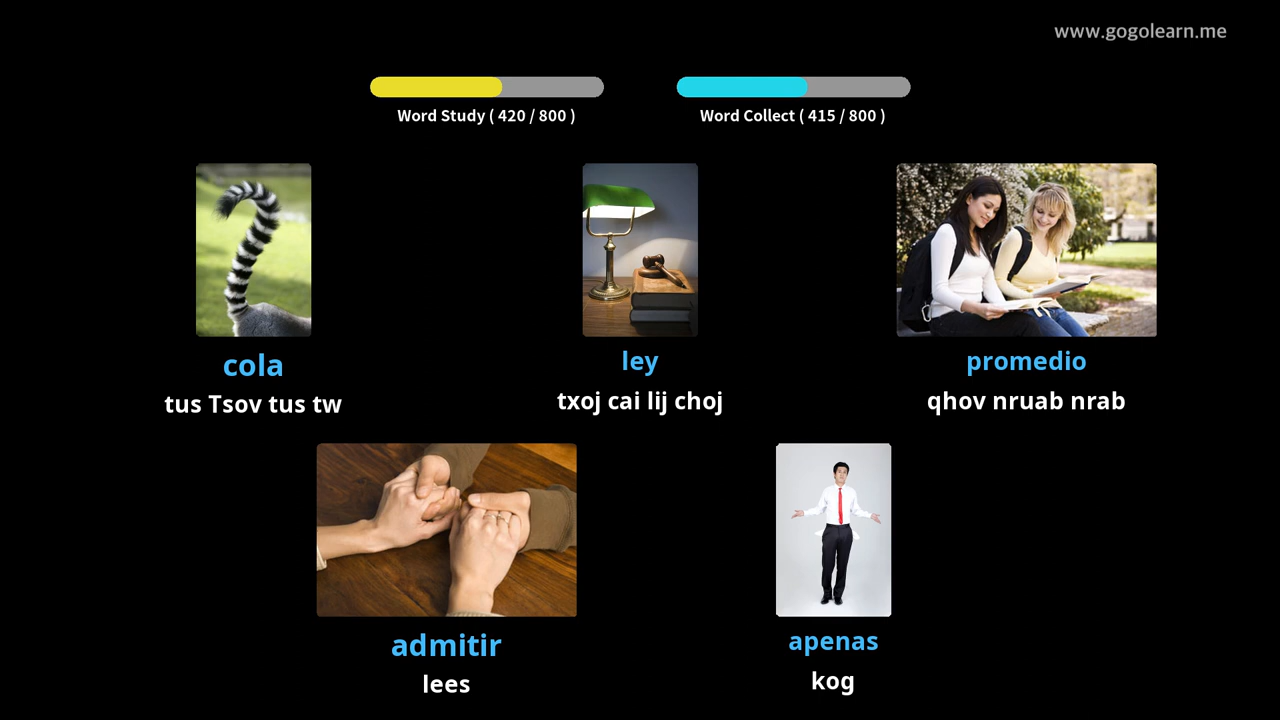 www.gogolearn.me
Word Study ( 420 / 800 )
Word Collect ( 415 / 800 )
cola
tus Tsov tus tw
ley
txoj cai lij choj
promedio
qhov nruab nrab
admitir
lees
apenas
kog